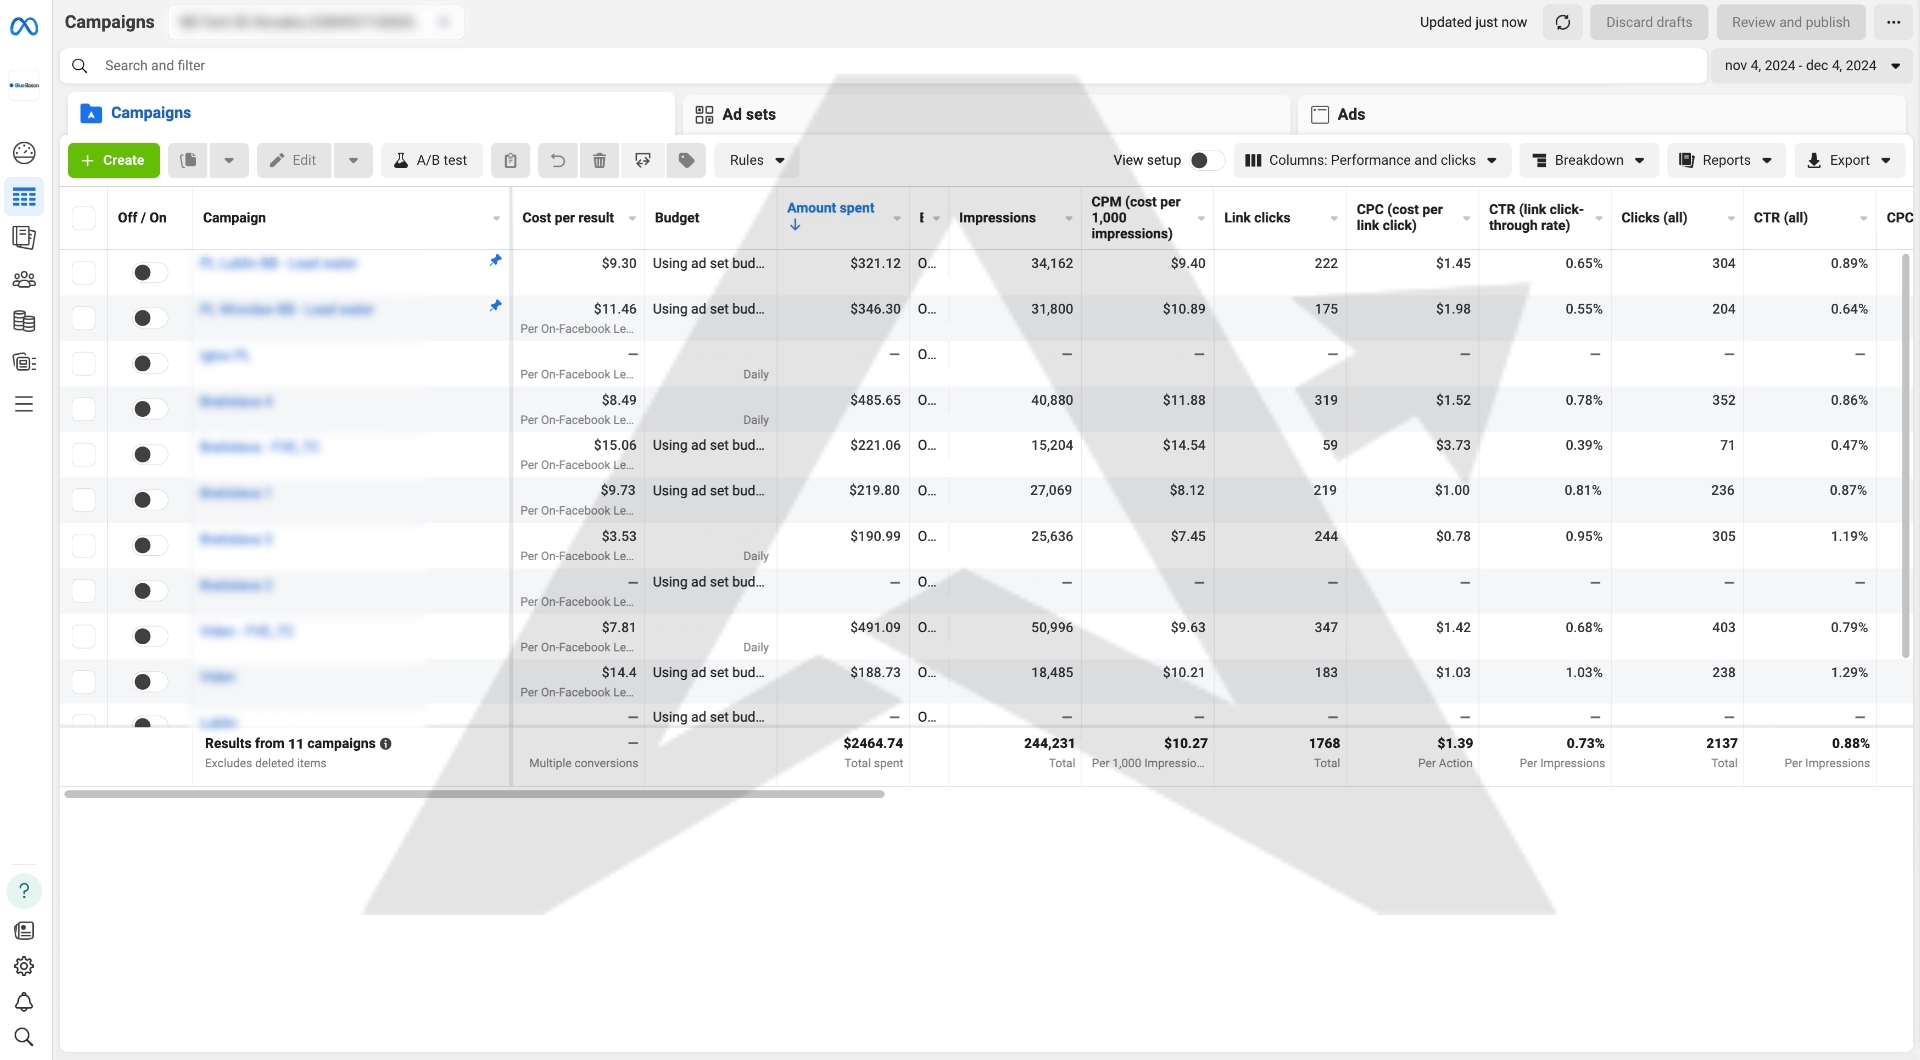 Campaigns
Updated just now
Discard drafts
Review and publish
Search and filter
nov 4, 2024 - dec 4, 2024
Campaigns
Ad sets
Ads
+ Create
Edit
A/B test
Rules
View setup
Columns: Performance and clicks
Breakdown
Reports
Export
Off / On
Campaign
Cost per result
Budget
Amount spent
Impressions
CPM (cost per
1,000
impressions)
Link clicks
CPC (cost per
link click)
CTR (link click-
through rate)
Clicks (all)
CTR (all)
CPC
$9.30 Using ad set bud... $321.12 O... 34,162 $9.40 222 $1.45 0.65% 304 0.89%
$11.46 Using ad set bud... $346.30 O... 31,800 $10.89 175 $1.98 0.55% 204 0.64%
Per On-Facebook Le...
— — O... — — — — — — —
Per On-Facebook Le... Daily
$8.49 $485.65 O... 40,880 $11.88 319 $1.52 0.78% 352 0.86%
Per On-Facebook Le... Daily
$15.06 Using ad set bud... $221.06 O... 15,204 $14.54 59 $3.73 0.39% 71 0.47%
Per On-Facebook Le...
$9.73 Using ad set bud... $219.80 O... 27,069 $8.12 219 $1.00 0.81% 236 0.87%
Per On-Facebook Le...
$3.53 $190.99 O... 25,636 $7.45 244 $0.78 0.95% 305 1.19%
Per On-Facebook Le... Daily
— Using ad set bud... — O... — — — — — — —
Per On-Facebook Le...
$7.81 $491.09 O... 50,996 $9.63 347 $1.42 0.68% 403 0.79%
Per On-Facebook Le... Daily
$14.4 Using ad set bud... $188.73 O... 18,485 $10.21 183 $1.03 1.03% 238 1.29%
Per On-Facebook Le...
— Using ad set bud... — O... — — — — — — —
Results from 11 campaigns — $2464.74 244,231 $10.27 1768 $1.39 0.73% 2137 0.88%
Excludes deleted items Multiple conversions Total spent Total Per 1,000 Impressio... Total Per Action Per Impressions Total Per Impressions